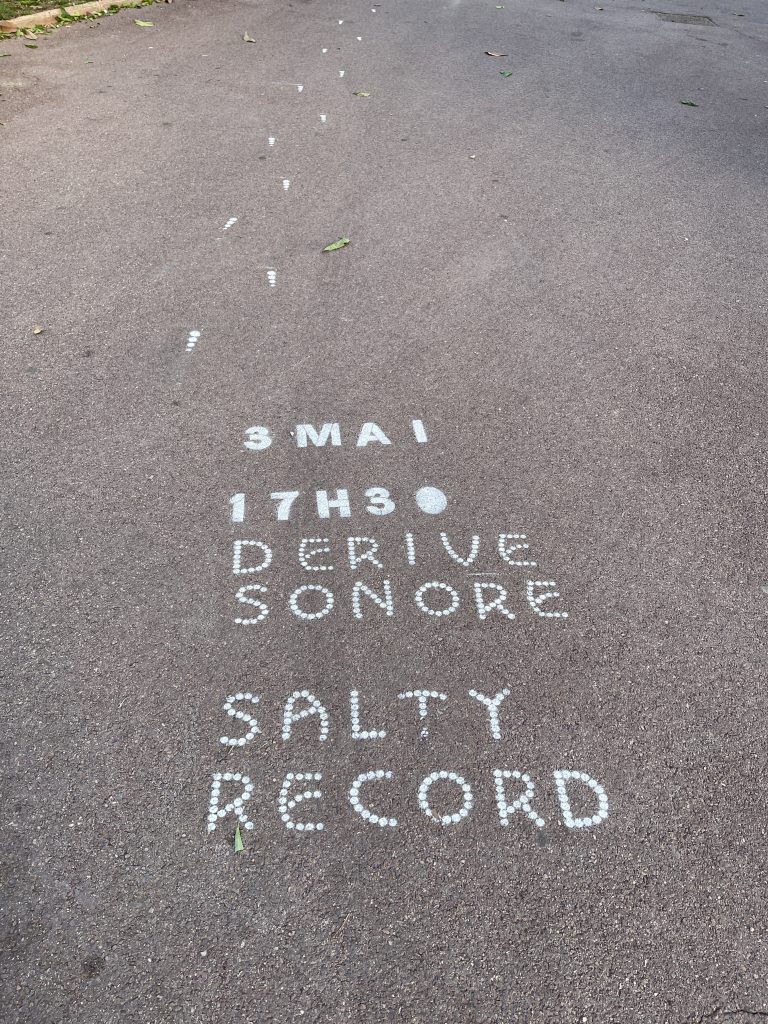 3 MAI
17H30
DERIVE
SONORE
SALTY
RECORD